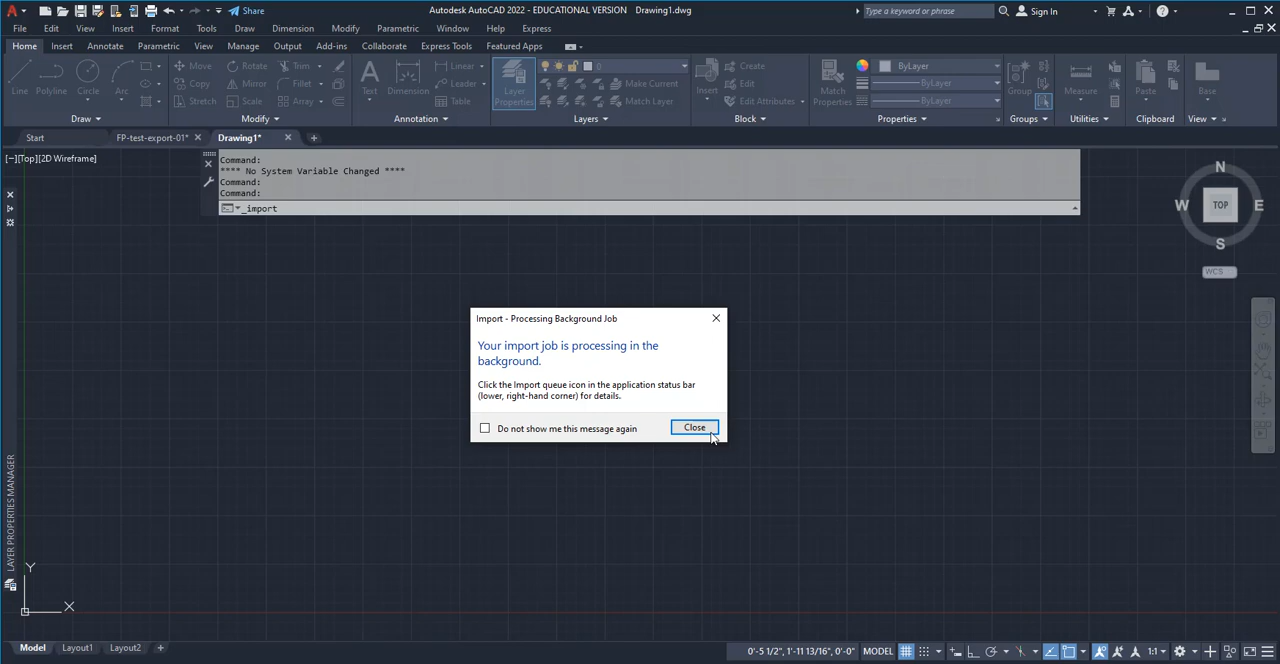 Share
Autodesk AutoCAD 2022 - EDUCATIONAL VERSION Drawing1.dwg
Type a keyword or phrase
Sign In
File Edit View Insert Format Tools Draw Dimension Modify Parametric Window Help Express
Home Insert Annotate Parametric View Manage Output Add-ins Collaborate Express Tools Featured Apps
Line Polyline Circle Arc
Draw
Move Rotate Trim
Copy Mirror Fillet
Stretch Scale Array
Modify
Text Dimension
Linear
Leader
Table
Annotation
Layer
Properties
0
Make Current
Match Layer
Layers
Insert
Create
Edit
Edit Attributes
Block
Match
Properties
ByLayer
ByLayer
ByLayer
Properties
Group
Groups
Measure
Utilities
Paste
Clipboard
Base
View
Start FP-test-export-01* Drawing1*
[−][Top][2D Wireframe]
Command:
**** No System Variable Changed ****
Command:
Command:
_import
N
W TOP E
S
WCS
Import - Processing Background Job
Your import job is processing in the
background.
Click the Import queue icon in the application status bar
(lower, right-hand corner) for details.
Do not show me this message again
Close
LAYER PROPERTIES MANAGER
Y
X
Model Layout1 Layout2
0'-5 1/2", 1'-11 13/16", 0'-0" MODEL
1:1